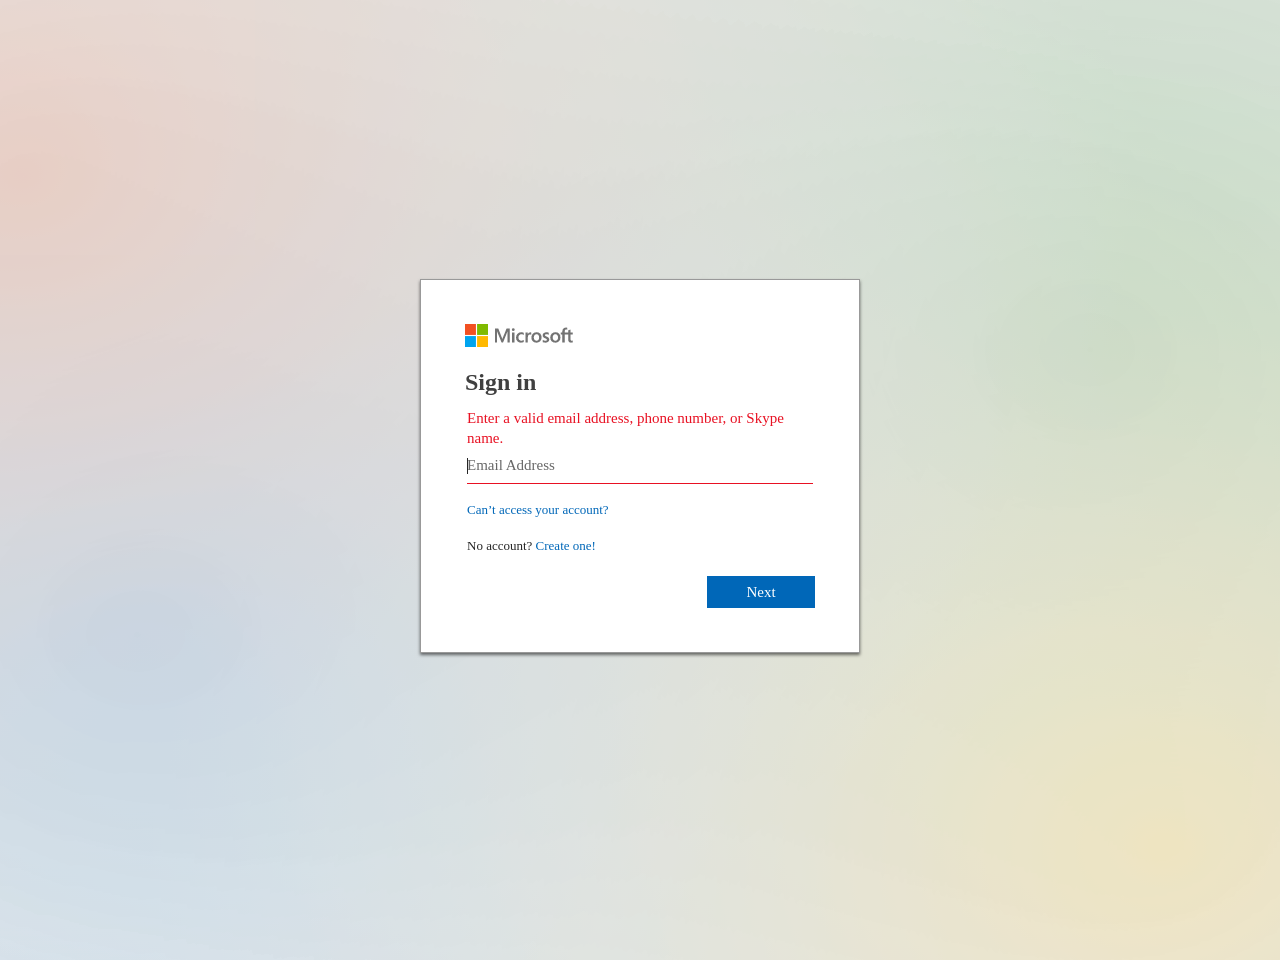 Microsoft
Sign in
Enter a valid email address, phone number, or Skype
name.
Email Address
Can’t access your account?
No account? Create one!
Next